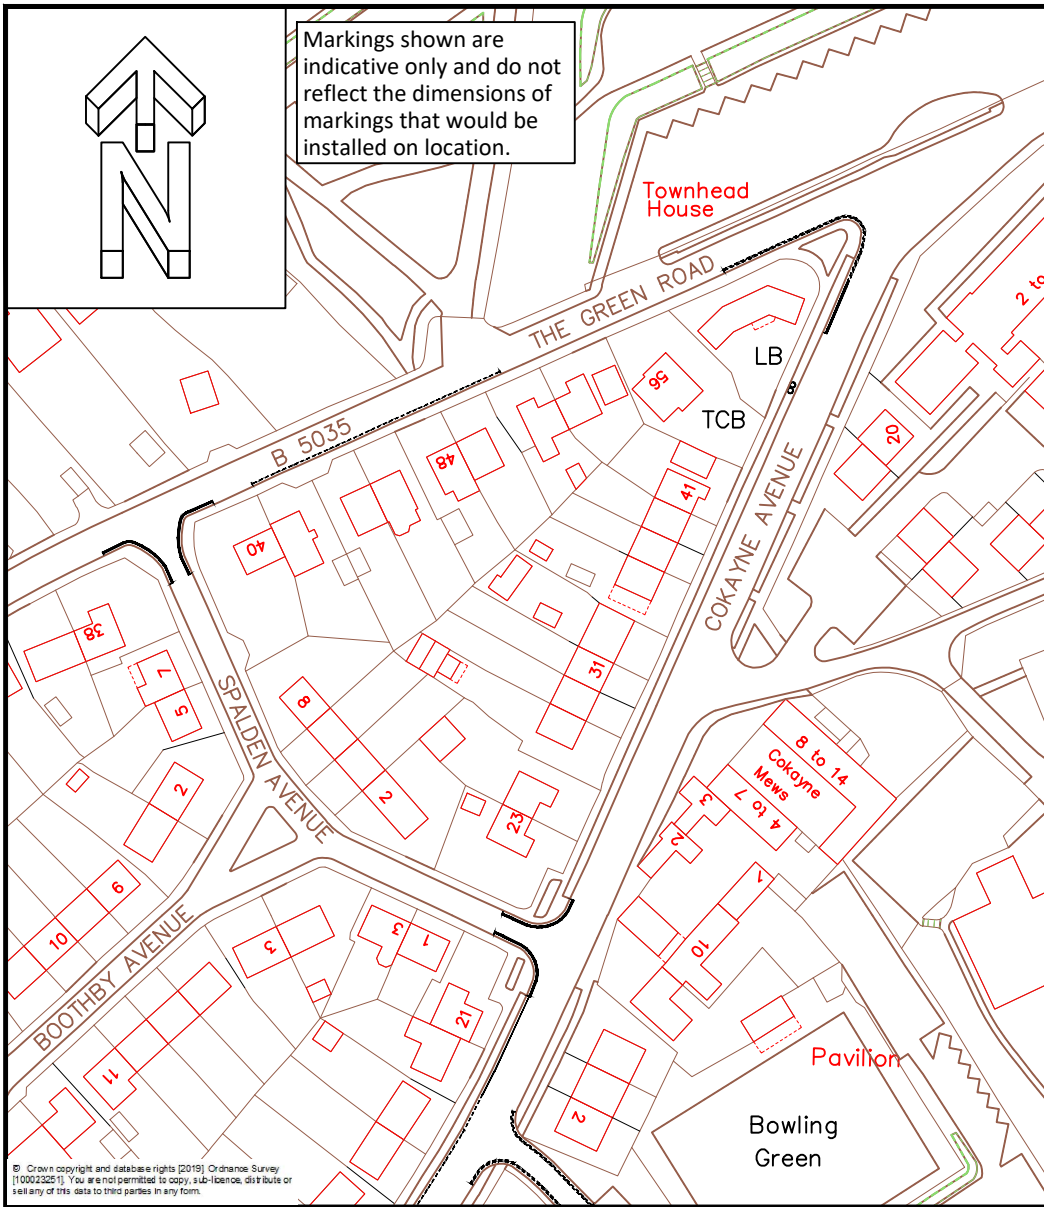 Markings shown are
indicative only and do not
reflect the dimensions of
markings that would be
installed on location.
N
Townhead
House
THE GREEN ROAD
2 to
LB
56
TCB
20
B 5035
48
41
40
COKAYNE AVENUE
38
7
5
31
SPALDEN AVENUE
8
2
2
8 to 14
Cokayne
Mews
4 to 7
3
2
23
1
9
10
10
BOOTHBY AVENUE
3
3
1
21
11
2
Pavilion
Bowling
Green
© Crown copyright and database rights [2019] Ordnance Survey
[100023251]. You are not permitted to copy, sub-licence, distribute or
sell any of this data to third parties in any form.